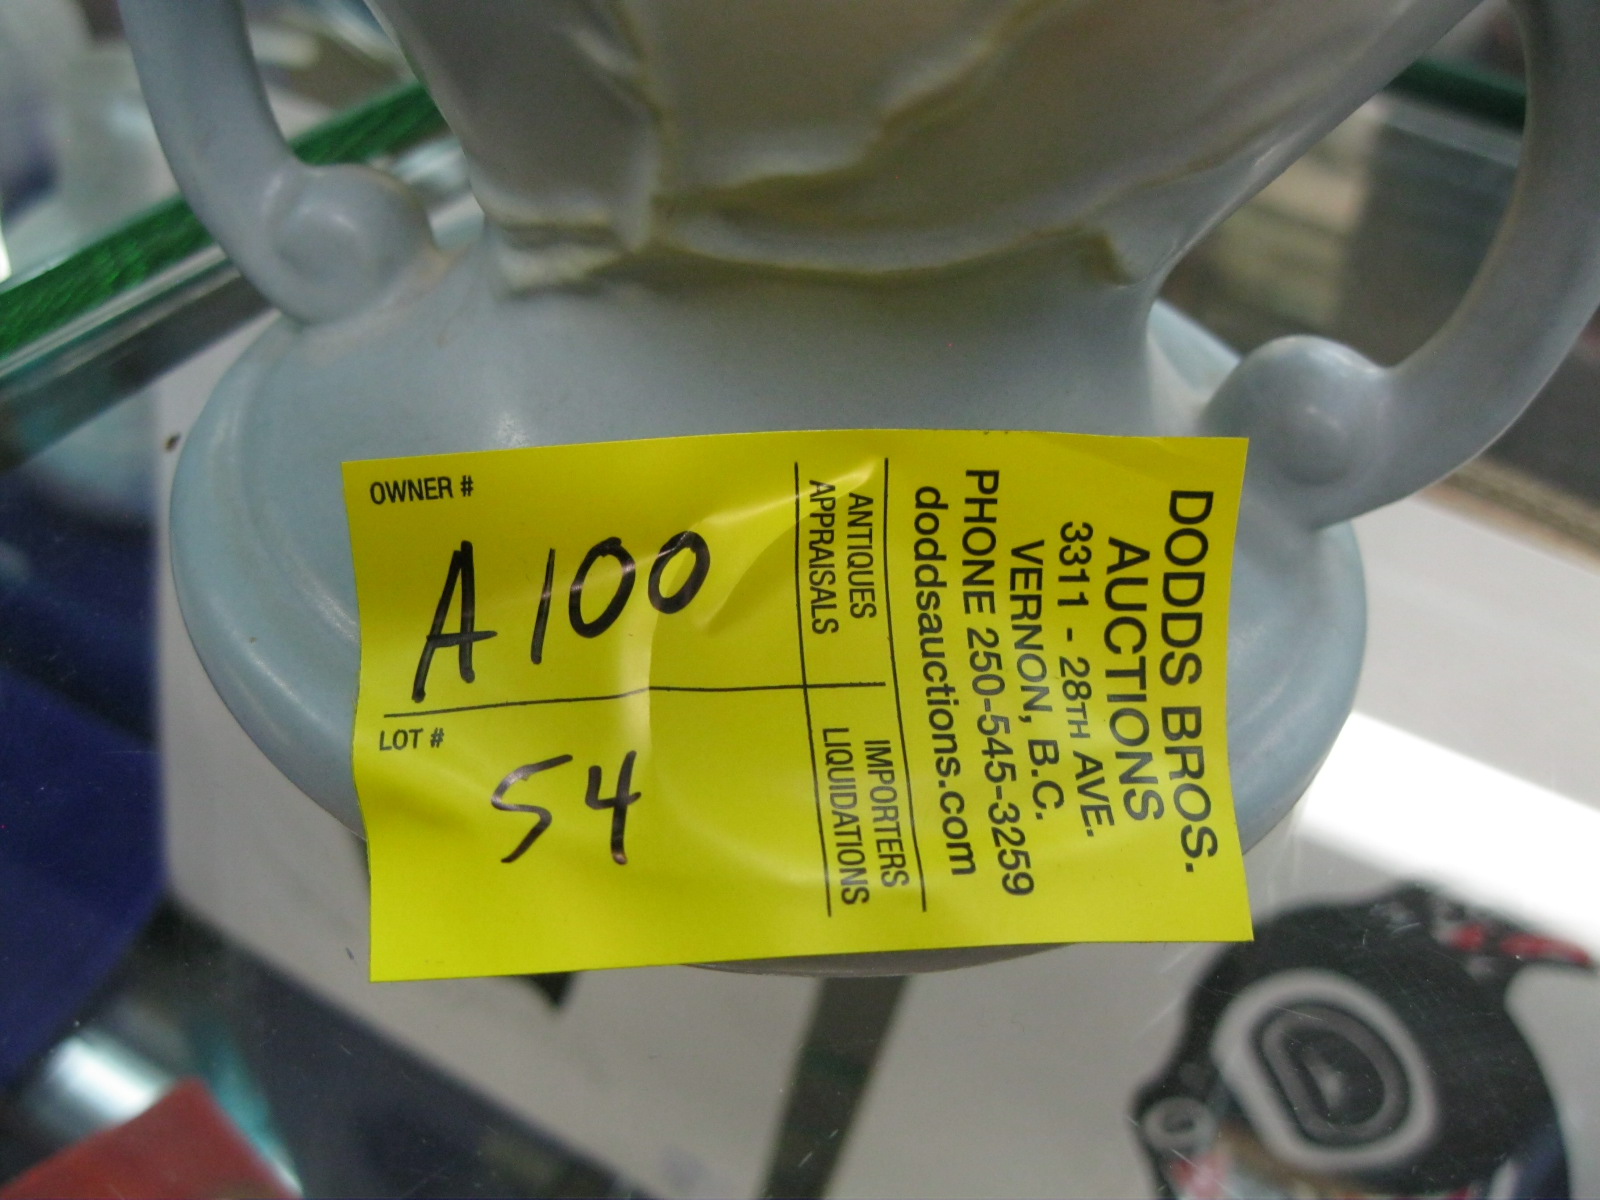 OWNER #
A100
LOT #
54
DODDS BROS.
AUCTIONS
3311 - 28TH AVE.
VERNON, B.C.
PHONE 250-545-3259
doddsauctions.com
ANTIQUES
APPRAISALS
IMPORTERS
LIQUIDATIONS